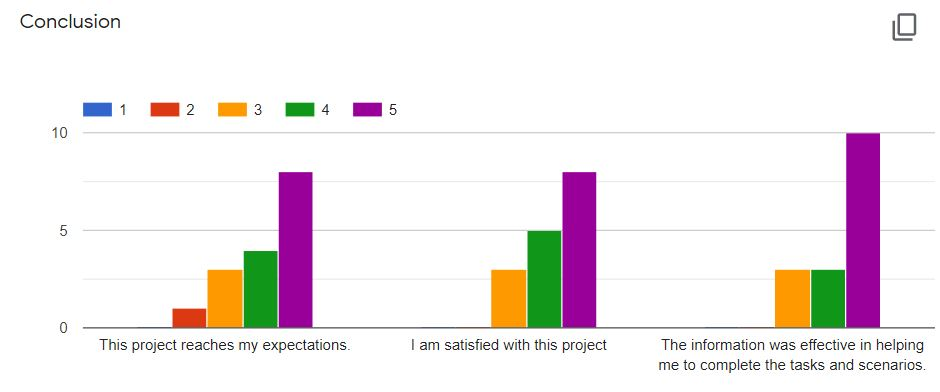 Conclusion
1 2 3 4 5
10
5
0
This project reaches my expectations.
I am satisfied with this project
The information was effective in helping
me to complete the tasks and scenarios.